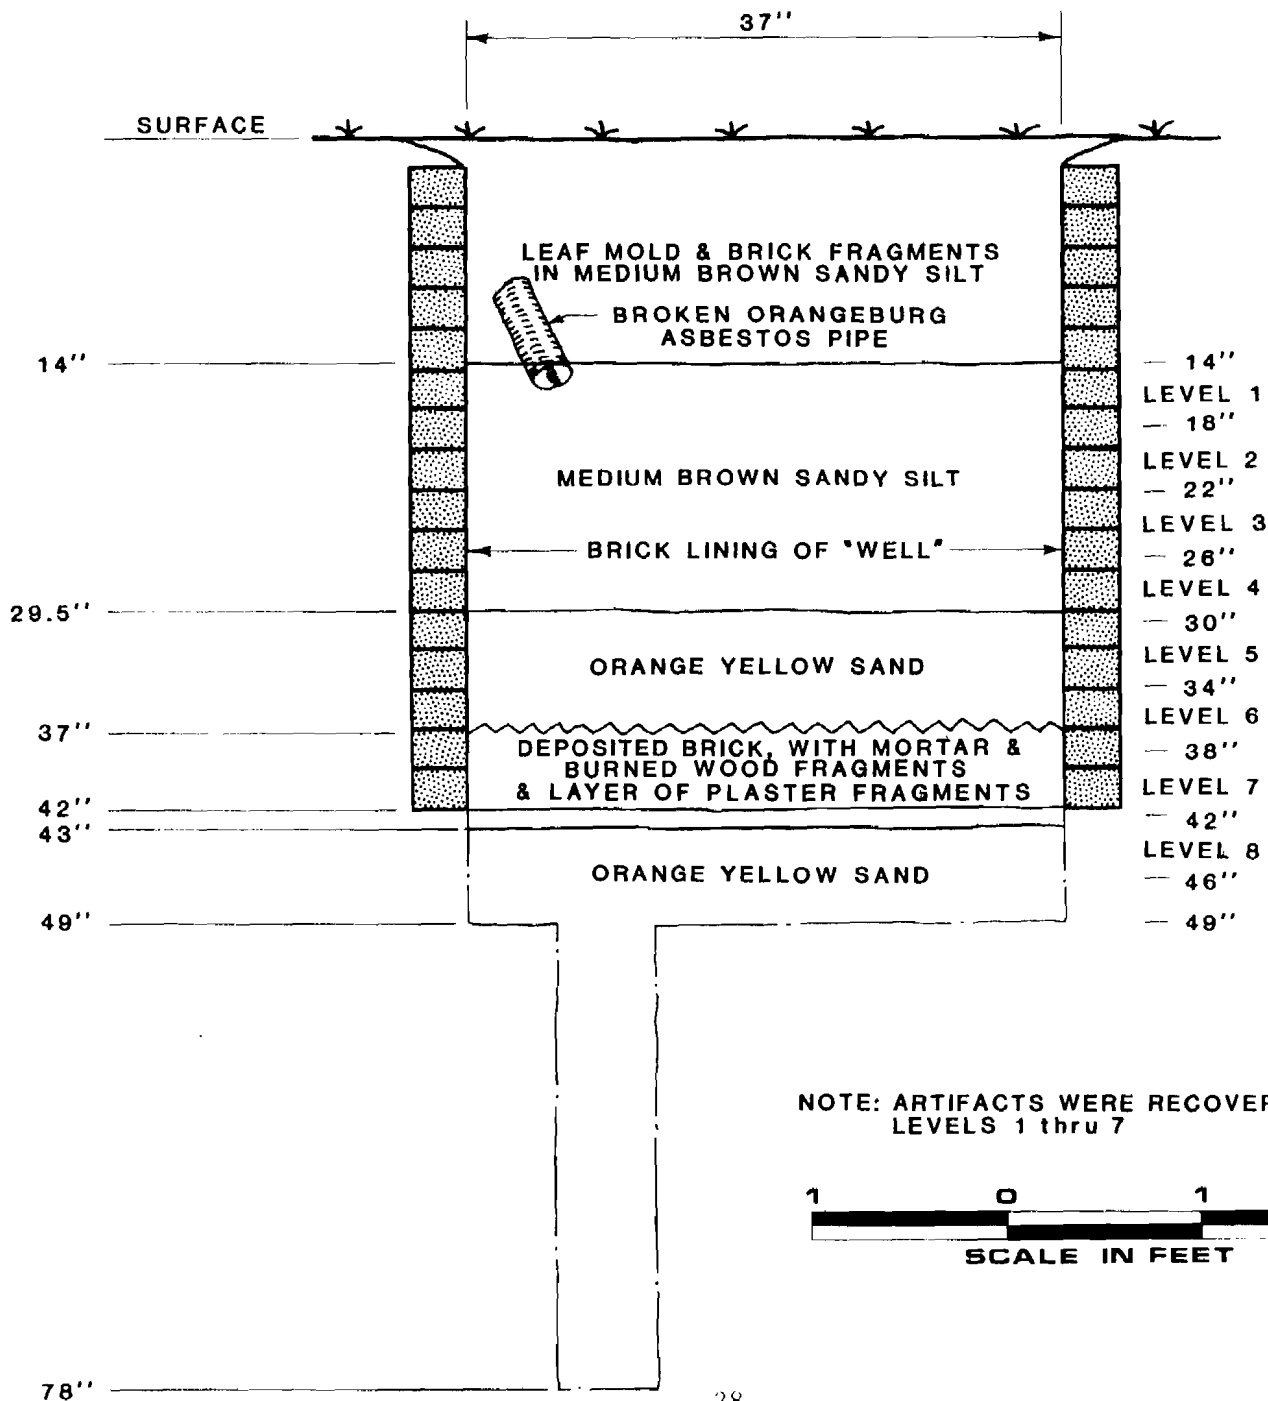 37"
SURFACE
LEAF MOLD & BRICK FRAGMENTS
IN MEDIUM BROWN SANDY SILT
BROKEN ORANGEBURG
ASBESTOS PIPE
14"
14"
LEVEL 1
18"
MEDIUM BROWN SANDY SILT
LEVEL 2
22"
LEVEL 3
BRICK LINING OF "WELL"
26"
LEVEL 4
29.5"
30"
ORANGE YELLOW SAND
LEVEL 5
34"
LEVEL 6
37"
DEPOSITED BRICK, WITH MORTAR &
BURNED WOOD FRAGMENTS
& LAYER OF PLASTER FRAGMENTS
38"
LEVEL 7
42"
42"
43"
LEVEL 8
ORANGE YELLOW SAND
46"
49"
49"
NOTE: ARTIFACTS WERE RECOVER
LEVELS 1 thru 7
1 0 1
SCALE IN FEET
78"
28